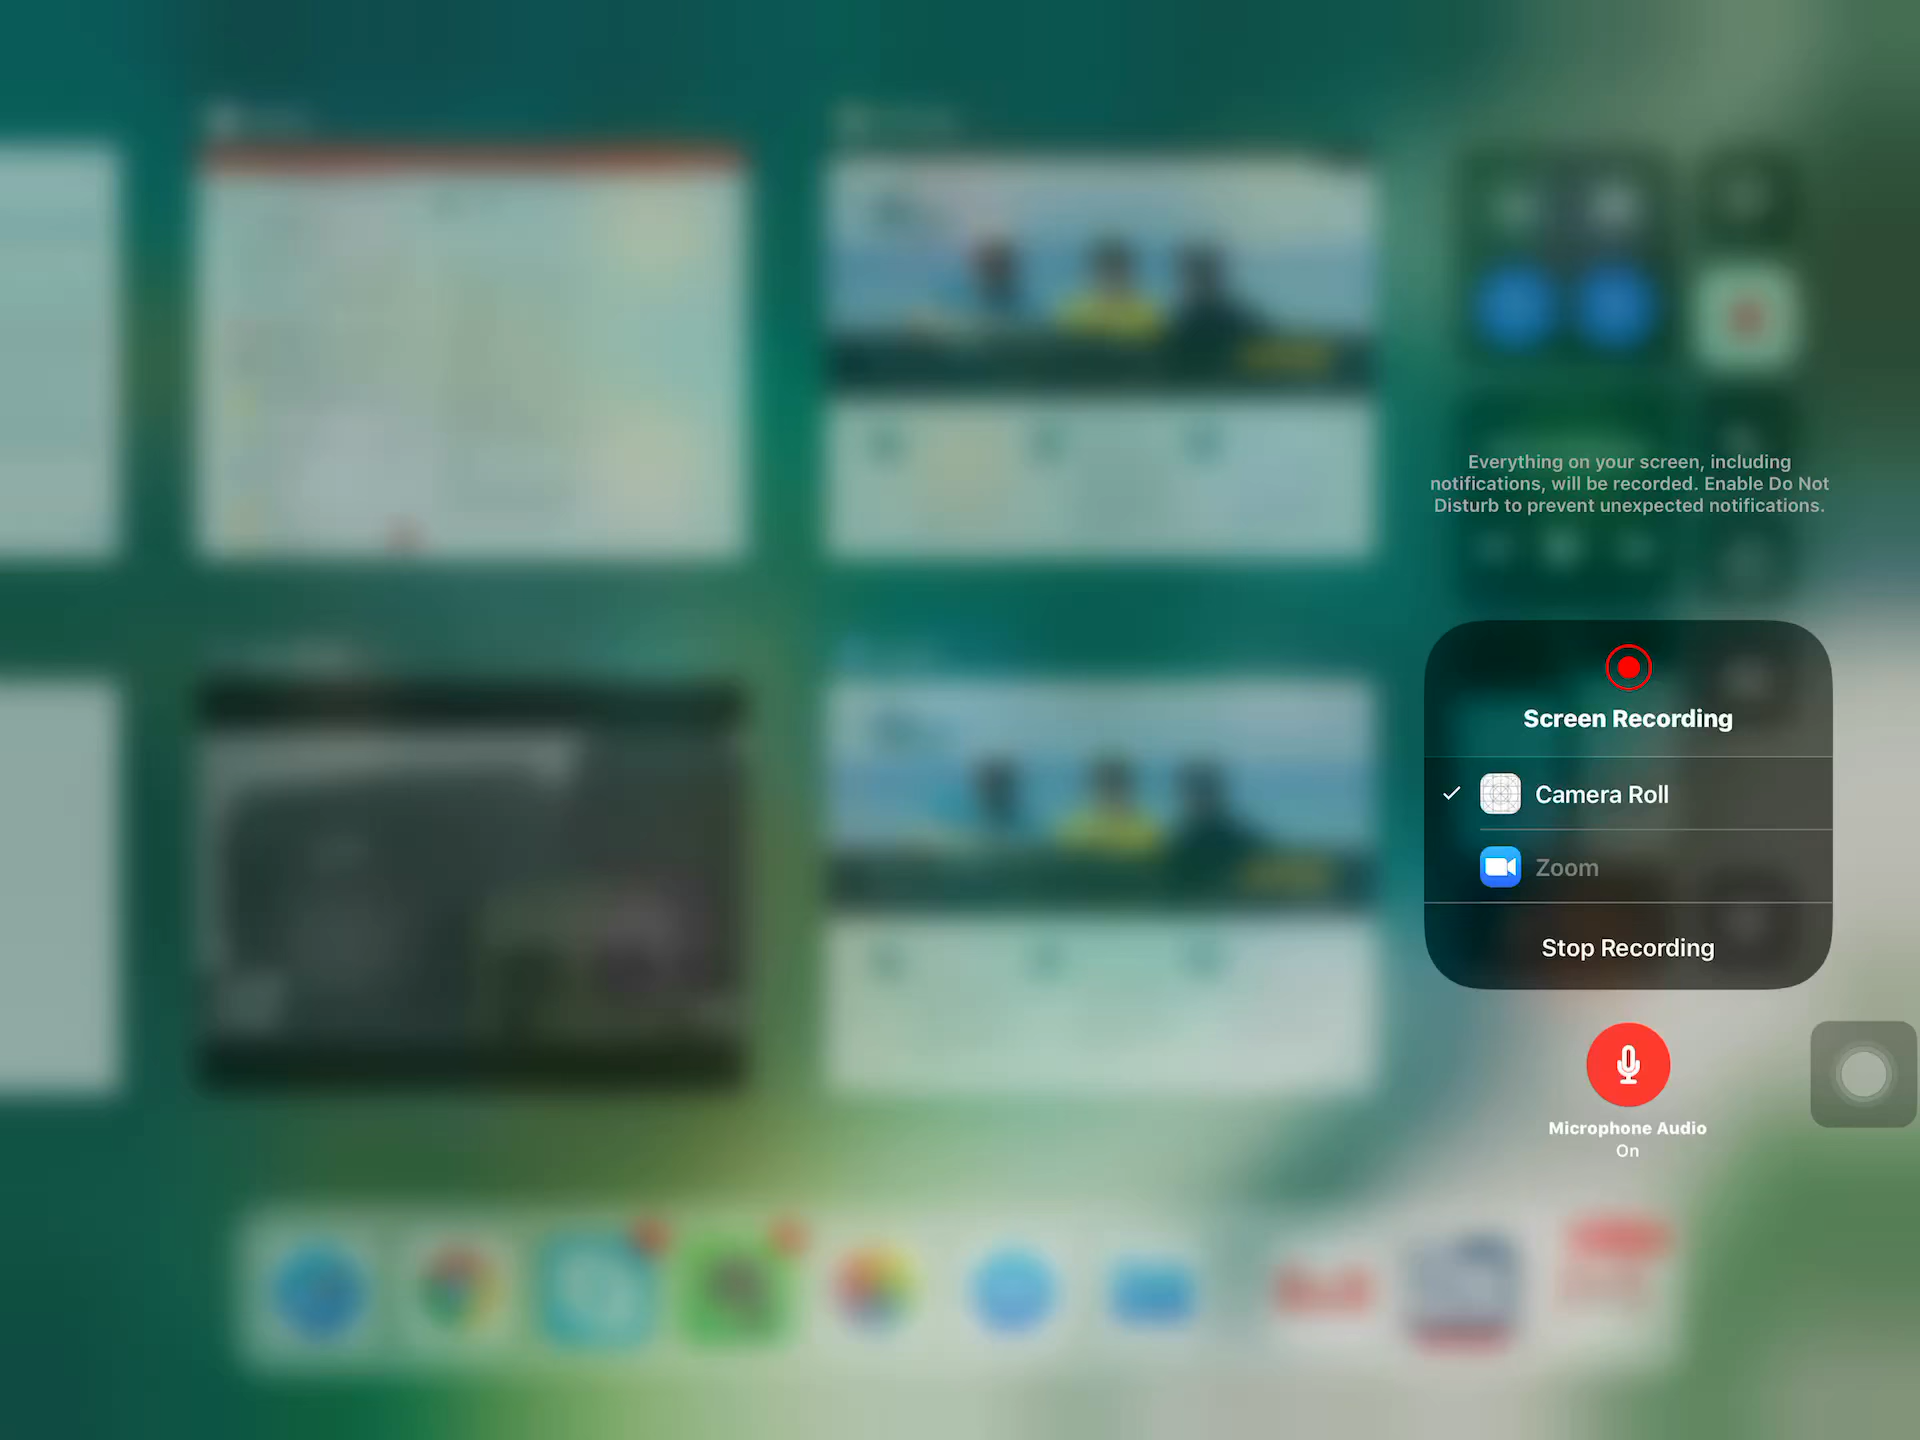 Everything on your screen, including
notifications, will be recorded. Enable Do Not
Disturb to prevent unexpected notifications.
Screen Recording
Camera Roll
Zoom
Stop Recording
Microphone Audio
On